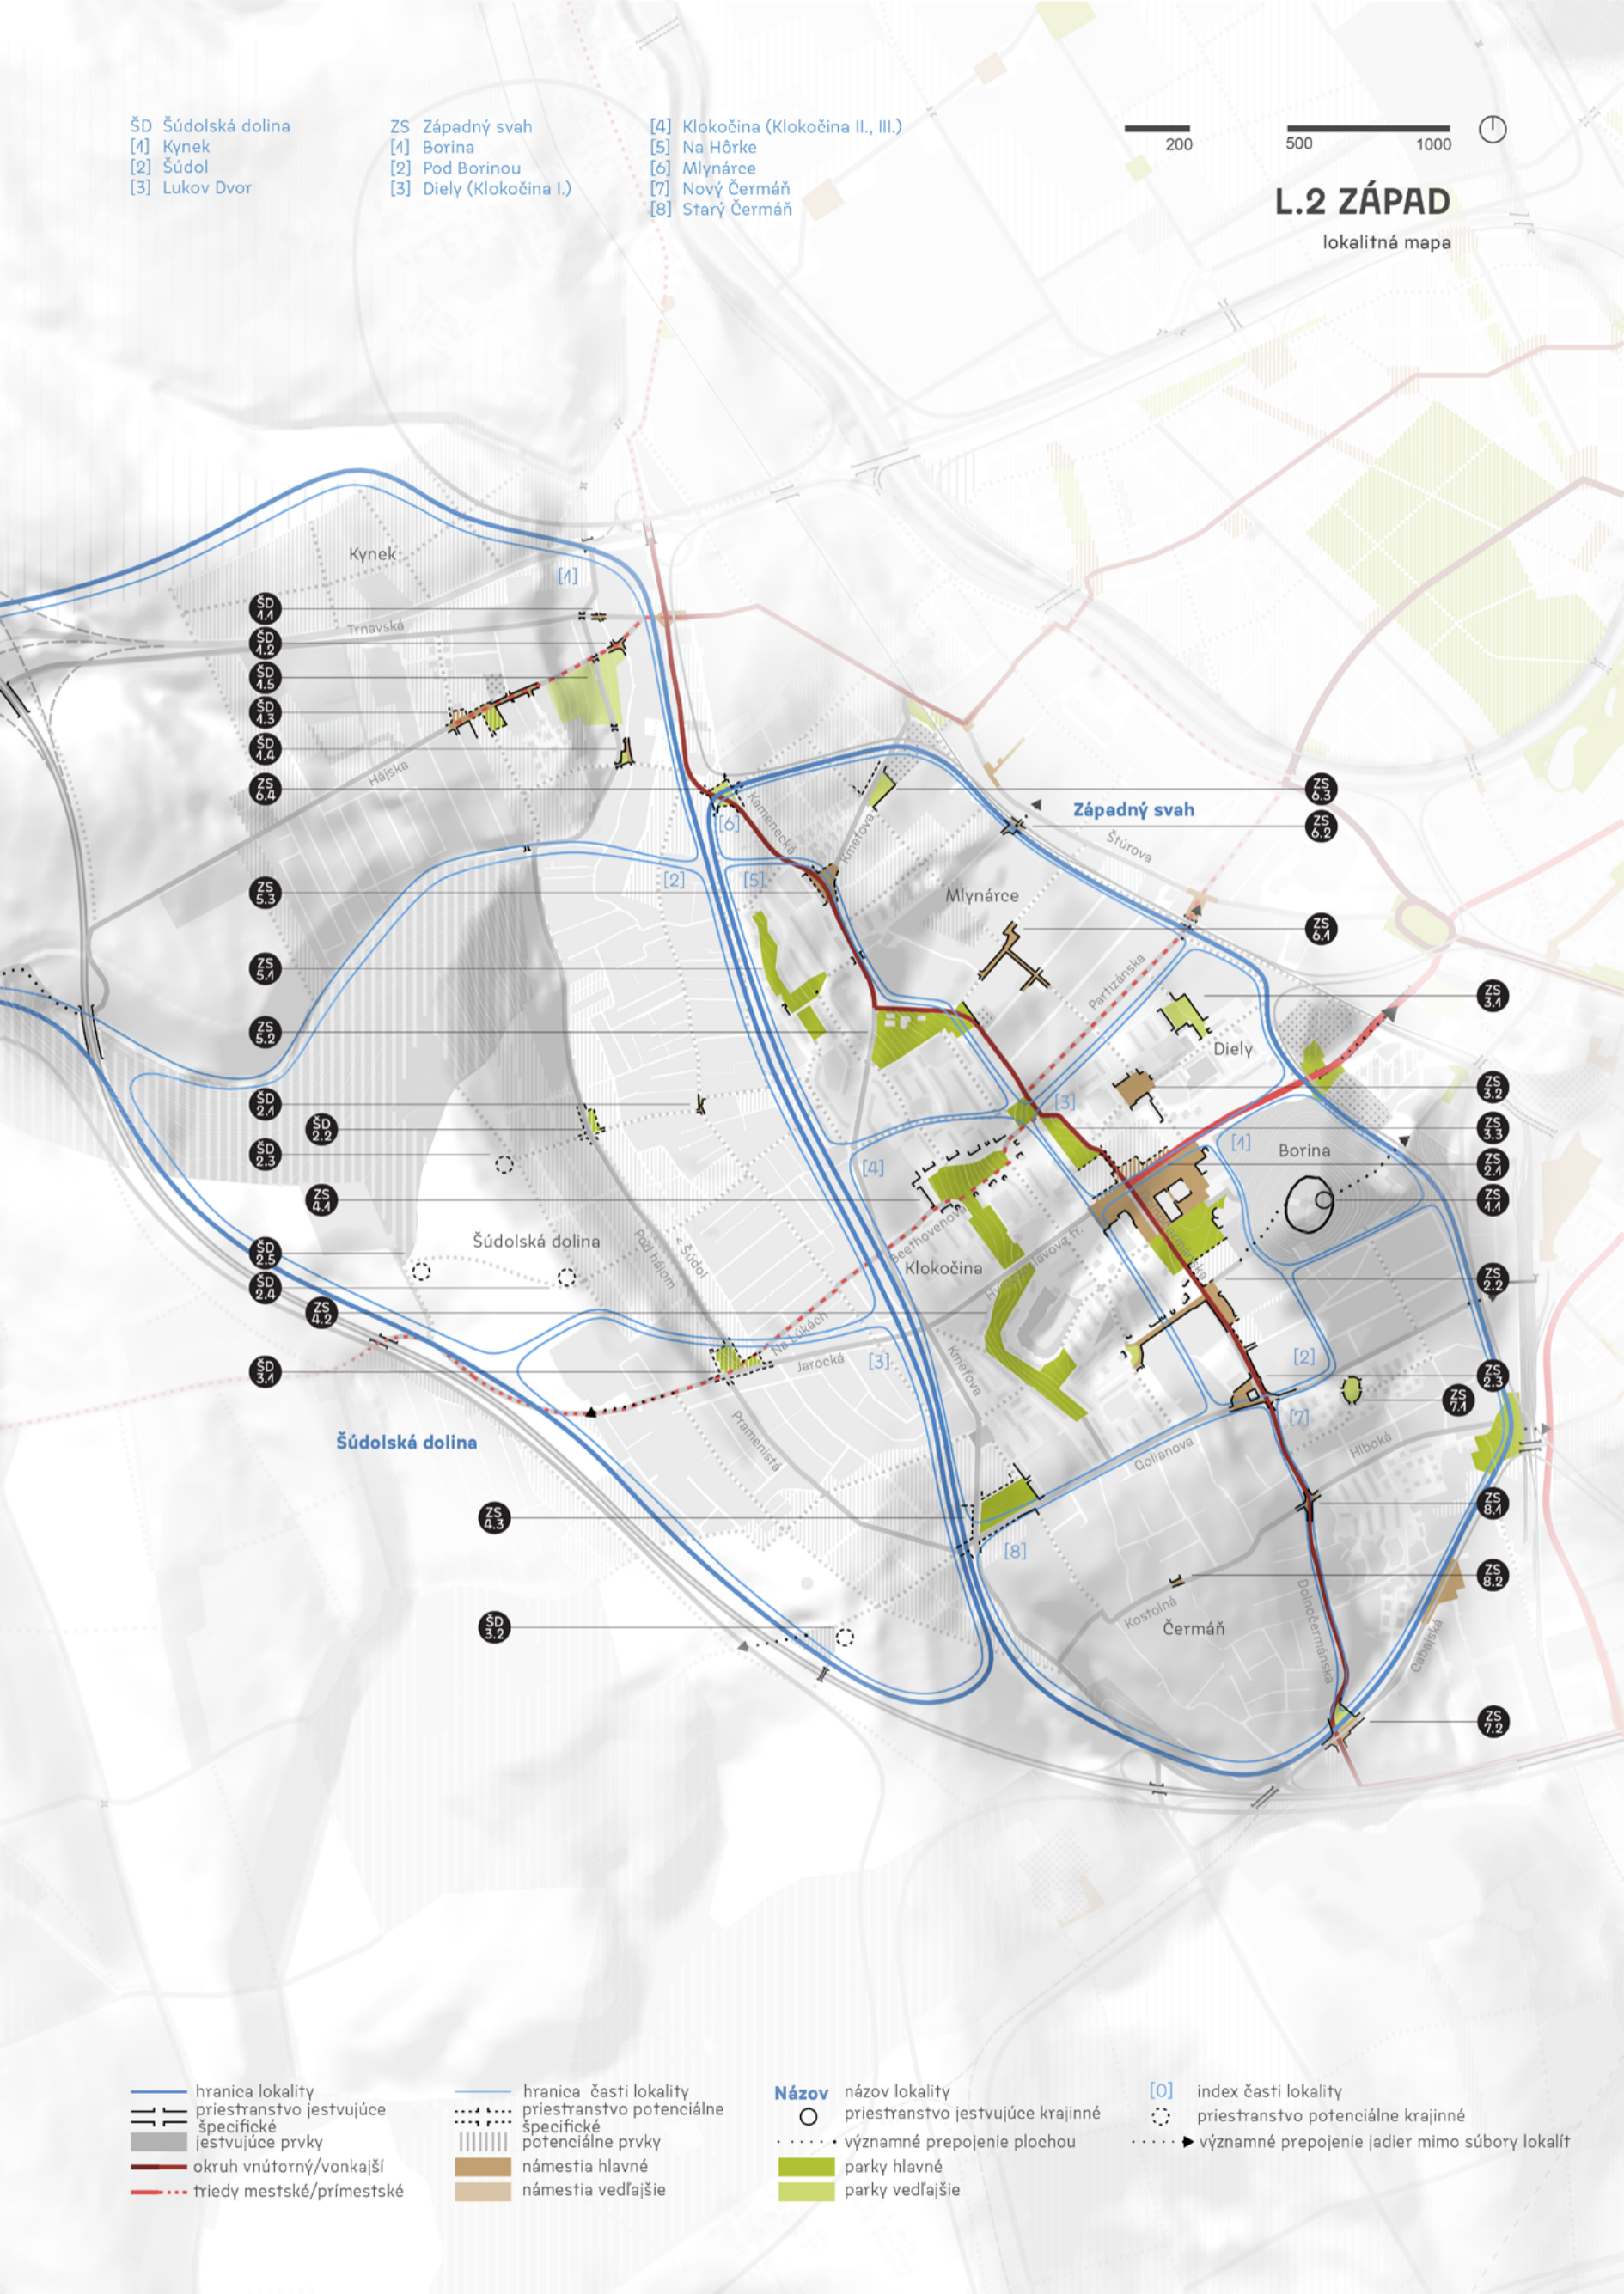 ŠD Šúdolská dolina
[1] Kynek
[2] Šúdol
[3] Lukov Dvor
ZS Západný svah
[1] Borina
[2] Pod Borinou
[3] Diely (Klokočina I.)
[4] Klokočina (Klokočina II., III.)
[5] Na Hôrke
[6] Mlynárce
[7] Nový Čermáň
[8] Starý Čermáň
200 500 1000
L.2 ZÁPAD
lokalitná mapa
Kynek
[1]
ŠD 1.1
Trnavská
ŠD 1.2
ŠD 1.5
ŠD 1.3
ŠD 1.4
Hájska
ZS 6.4
ZS 6.3
Západný svah
ZS 6.2
[6]
Kamenecká
Kmeťova
Štúrova
[2]
[5]
ZS 5.3
Mlynárce
ZS 6.1
ZS 5.1
Partizánska
ZS 3.1
ZS 5.2
Diely
ZS 3.2
ŠD 2.1
[3]
ŠD 2.2
ZS 3.3
ŠD 2.3
[4]
[1]
Borina
ZS 2.1
ZS 4.1
ZS 1.1
Beethovenova
Šúdolská dolina
Pod hájom
< Šúdol
Klokočina
ŠD 2.5
ŠD 2.4
ZS 2.2
ZS 4.2
Na Lúkách
Jarocká
[3]
Kmeťova
[2]
ŠD 3.1
ZS 2.3
ZS 7.1
[7]
Šúdolská dolina
Pramenistá
Golianova
Hlboká
ZS 4.3
ZS 8.1
[8]
ZS 8.2
Kostolná
Dolnočermánska
ŠD 3.2
Čermáň
Cabajská
ZS 7.2
hranica lokality
priestranstvo jestvujúce
špecifické
jestvujúce prvky
okruh vnútorný/vonkajší
triedy mestské/prímestské
hranica časti lokality
priestranstvo potenciálne
špecifické
potenciálne prvky
námestia hlavné
námestia vedľajšie
Názov názov lokality
priestranstvo jestvujúce krajinné
významné prepojenie plochou
parky hlavné
parky vedľajšie
[0] index časti lokality
priestranstvo potenciálne krajinné
významné prepojenie jadier mimo súbory lokalít